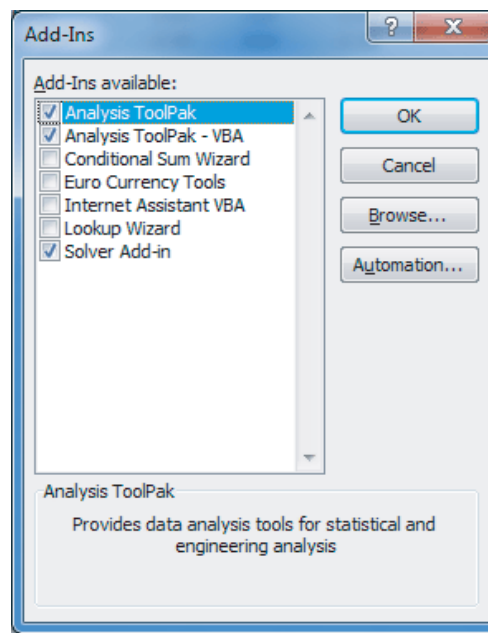 Add-Ins
?
X
Add-Ins available:
Analysis ToolPak
Analysis ToolPak - VBA
Conditional Sum Wizard
Euro Currency Tools
Internet Assistant VBA
Lookup Wizard
Solver Add-in
OK
Cancel
Browse...
Automation...
Analysis ToolPak
Provides data analysis tools for statistical and
engineering analysis